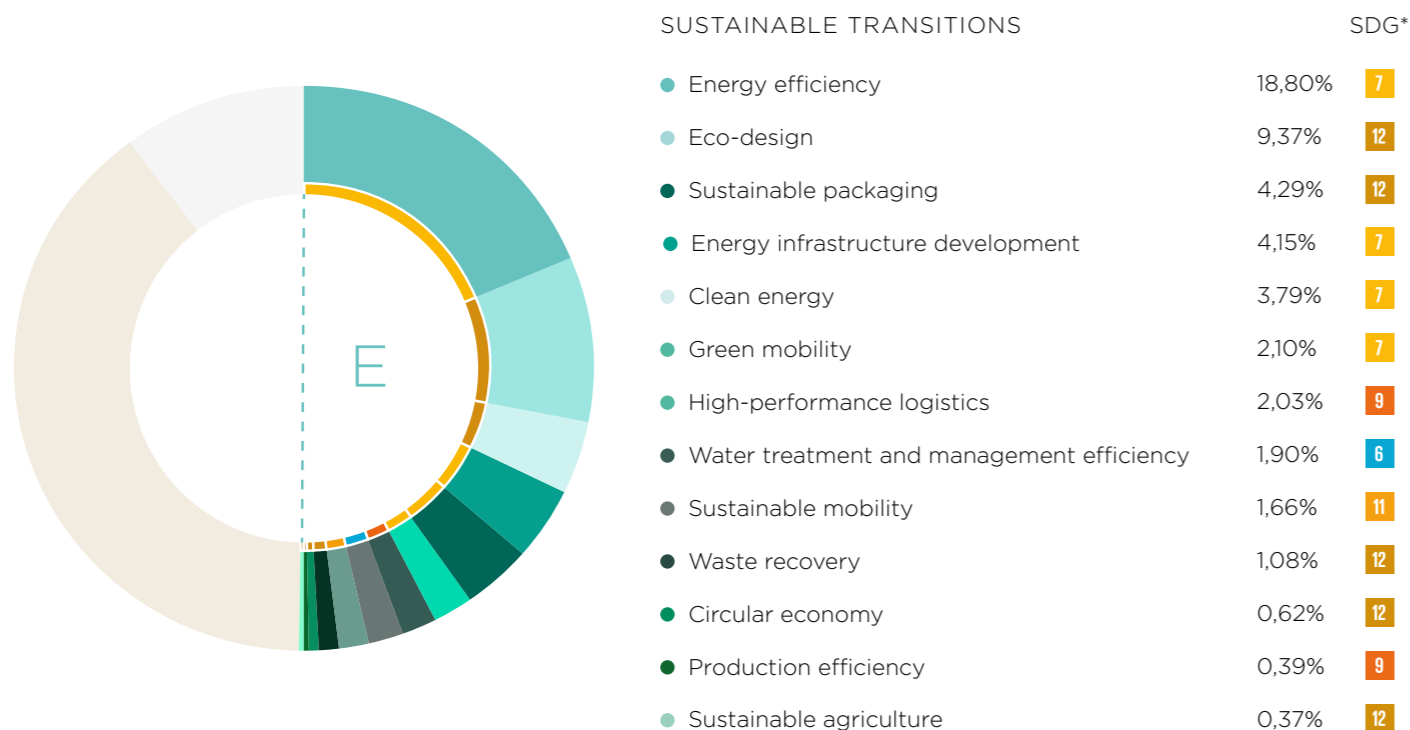 SUSTAINABLE TRANSITIONS SDG*
Energy efficiency 18,80% 7
Eco-design 9,37% 12
Sustainable packaging 4,29% 12
Energy infrastructure development 4,15% 7
Clean energy 3,79% 7
Green mobility 2,10% 7
High-performance logistics 2,03% 9
Water treatment and management efficiency 1,90% 6
Sustainable mobility 1,66% 11
Waste recovery 1,08% 12
Circular economy 0,62% 12
Production efficiency 0,39% 9
Sustainable agriculture 0,37% 12
E